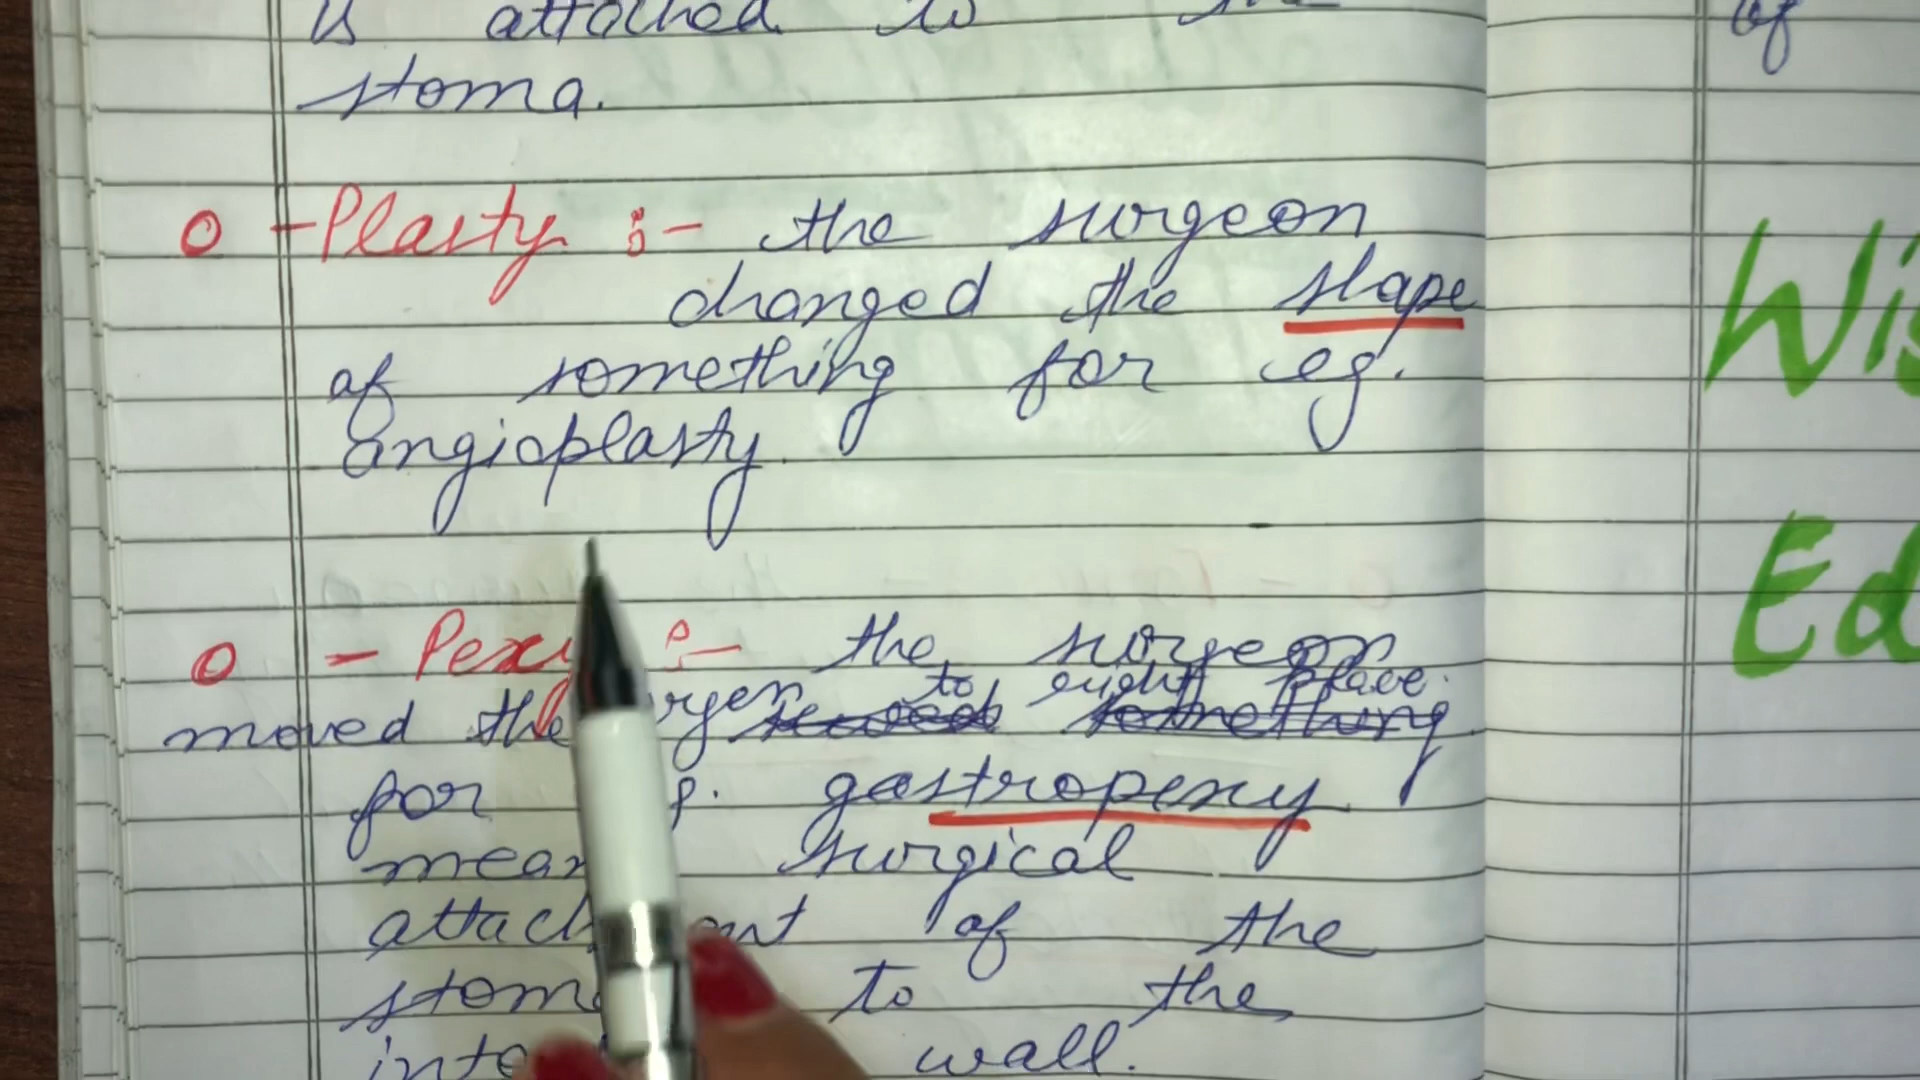 is attached to the
stoma.
o -Plasty :- the surgeon
changed the shape
of something for eg.
angioplasty.
o - Pexy :- the surgeon
moved the to right place.
for gastropexy
surgical
of the
to the
wall.
of